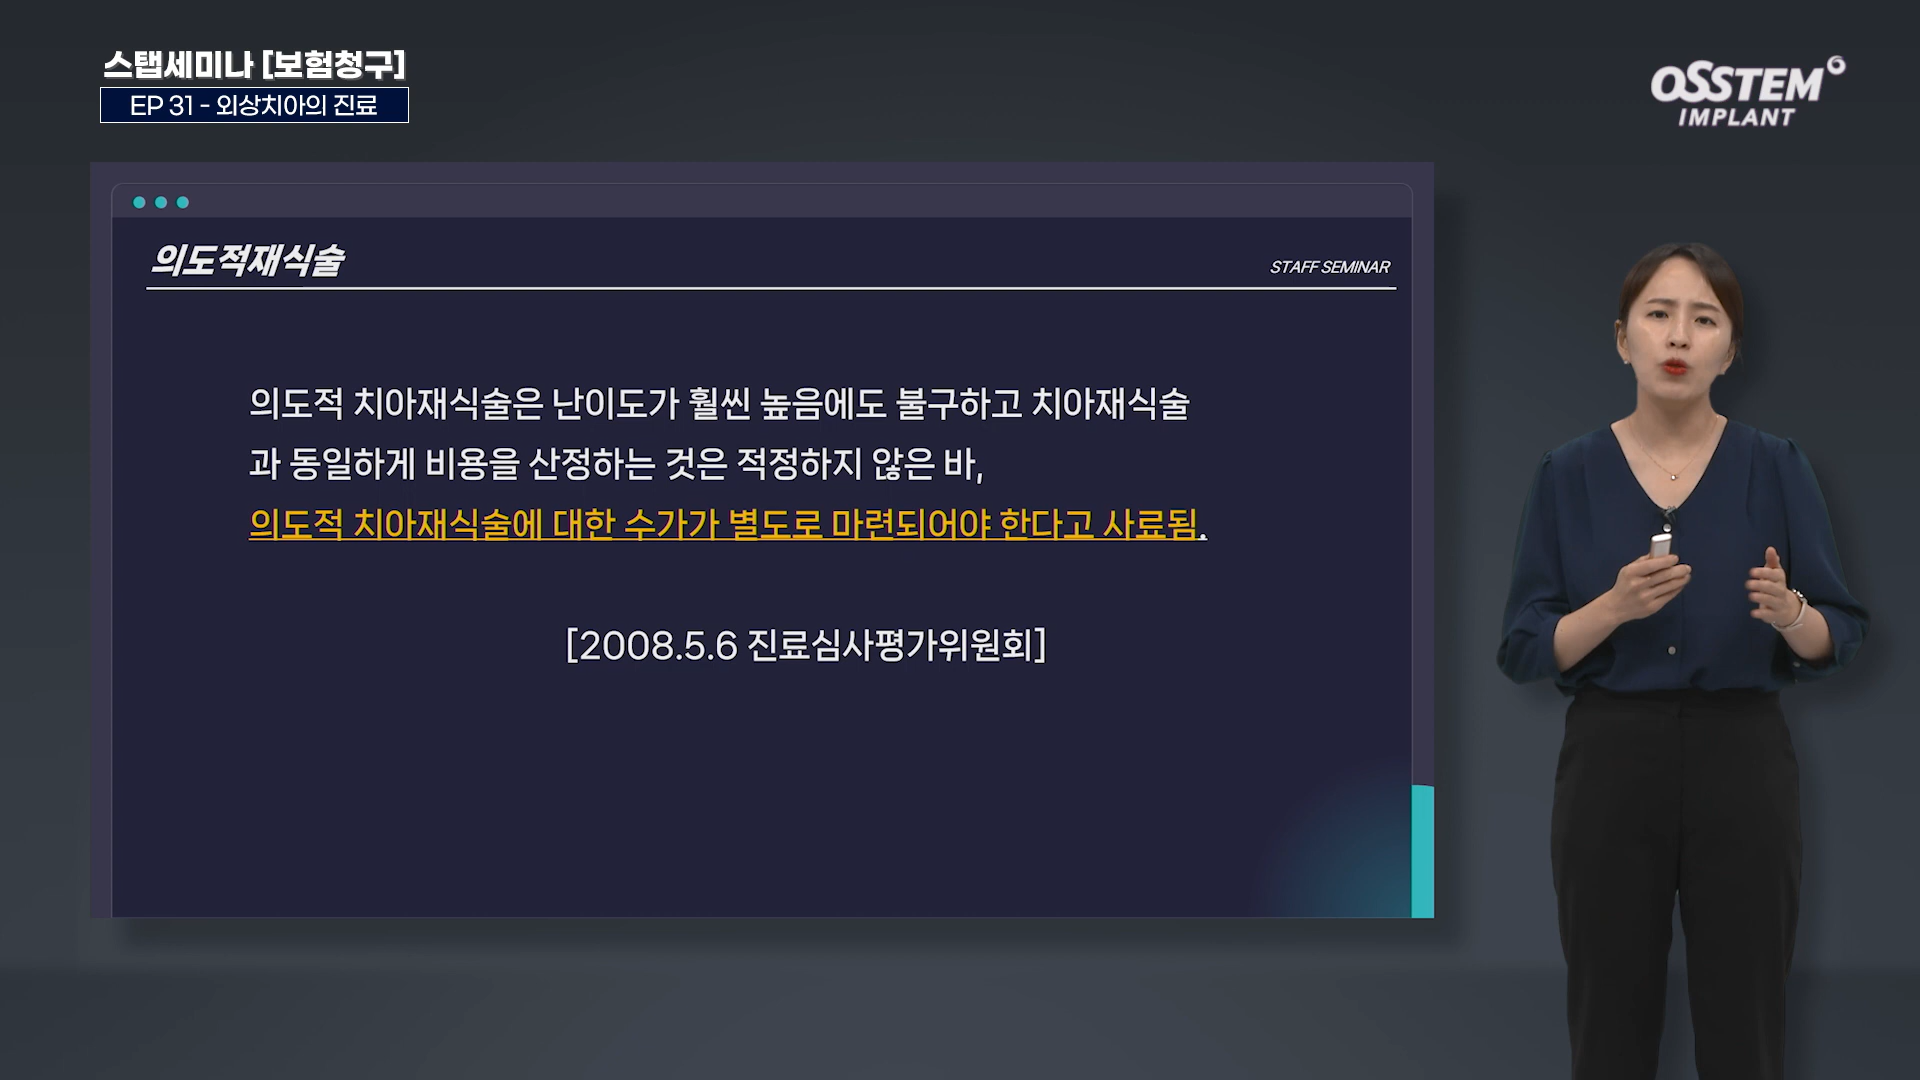 스탭세미나 [보험청구]
EP 31 - 외상치아의 진료
OSSTEM
IMPLANT
의도적재식술
STAFF SEMINAR
의도적 치아재식술은 난이도가 훨씬 높음에도 불구하고 치아재식술
과 동일하게 비용을 산정하는 것은 적정하지 않은 바,
의도적 치아재식술에 대한 수가가 별도로 마련되어야 한다고 사료됨.
[2008.5.6 진료심사평가위원회]